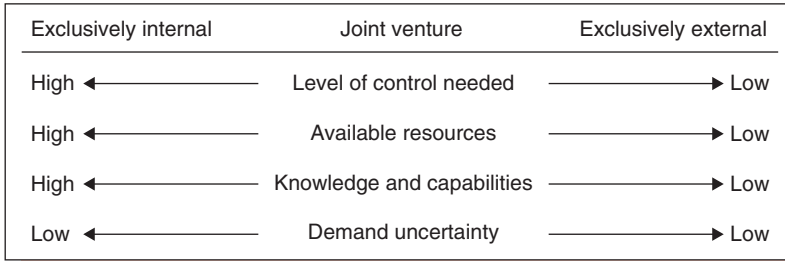 Exclusively internal Joint venture Exclusively external
High Level of control needed Low
High Available resources Low
High Knowledge and capabilities Low
Low Demand uncertainty Low